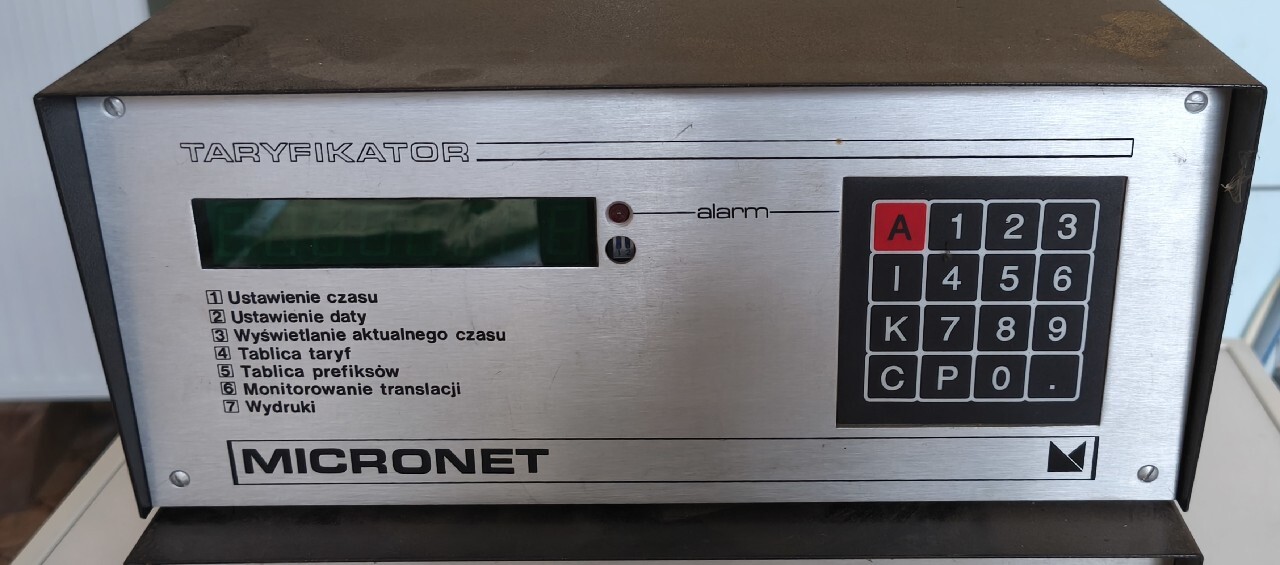 TARYFIKATOR
alarm
1 Ustawienie czasu
2 Ustawienie daty
3 Wyświetlanie aktualnego czasu
4 Tablica taryf
5 Tablica prefiksów
6 Monitorowanie translacji
7 Wydruki
A 1 2 3
I 4 5 6
K 7 8 9
C P 0 .
MICRONET